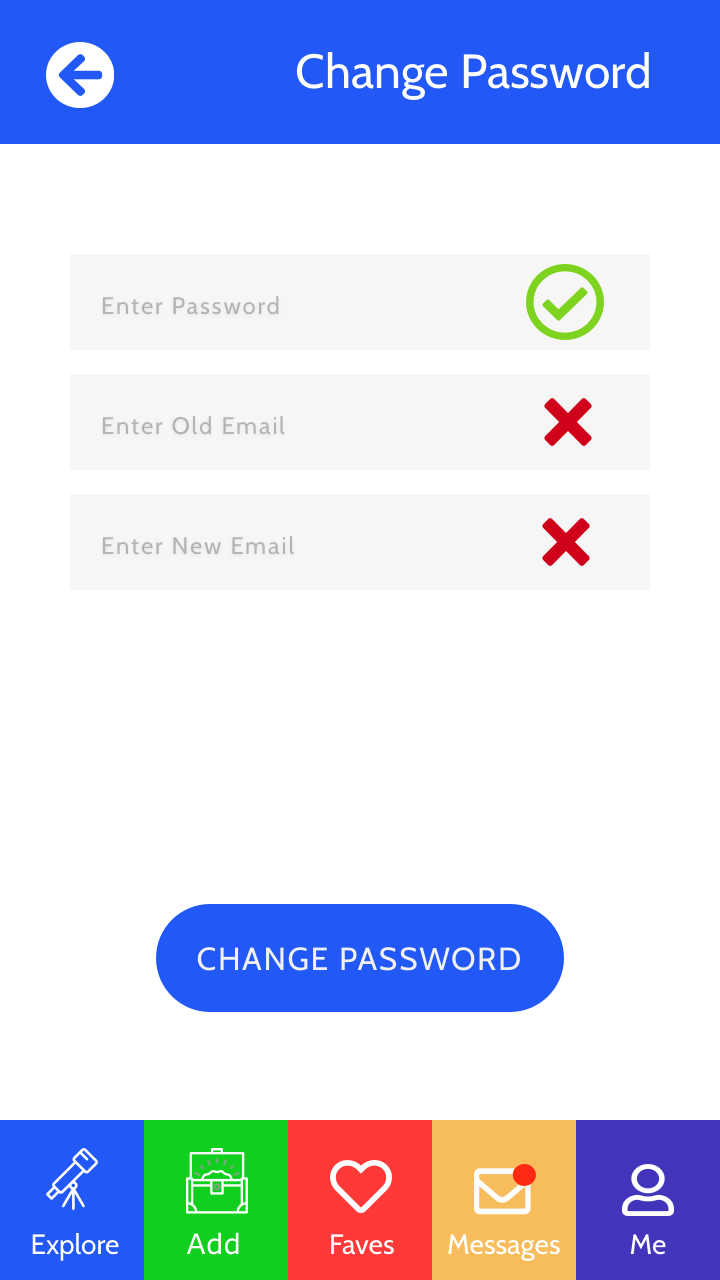 Change Password
Enter Password
Enter Old Email
Enter New Email
CHANGE PASSWORD
Explore
Add
Faves
Messages
Me